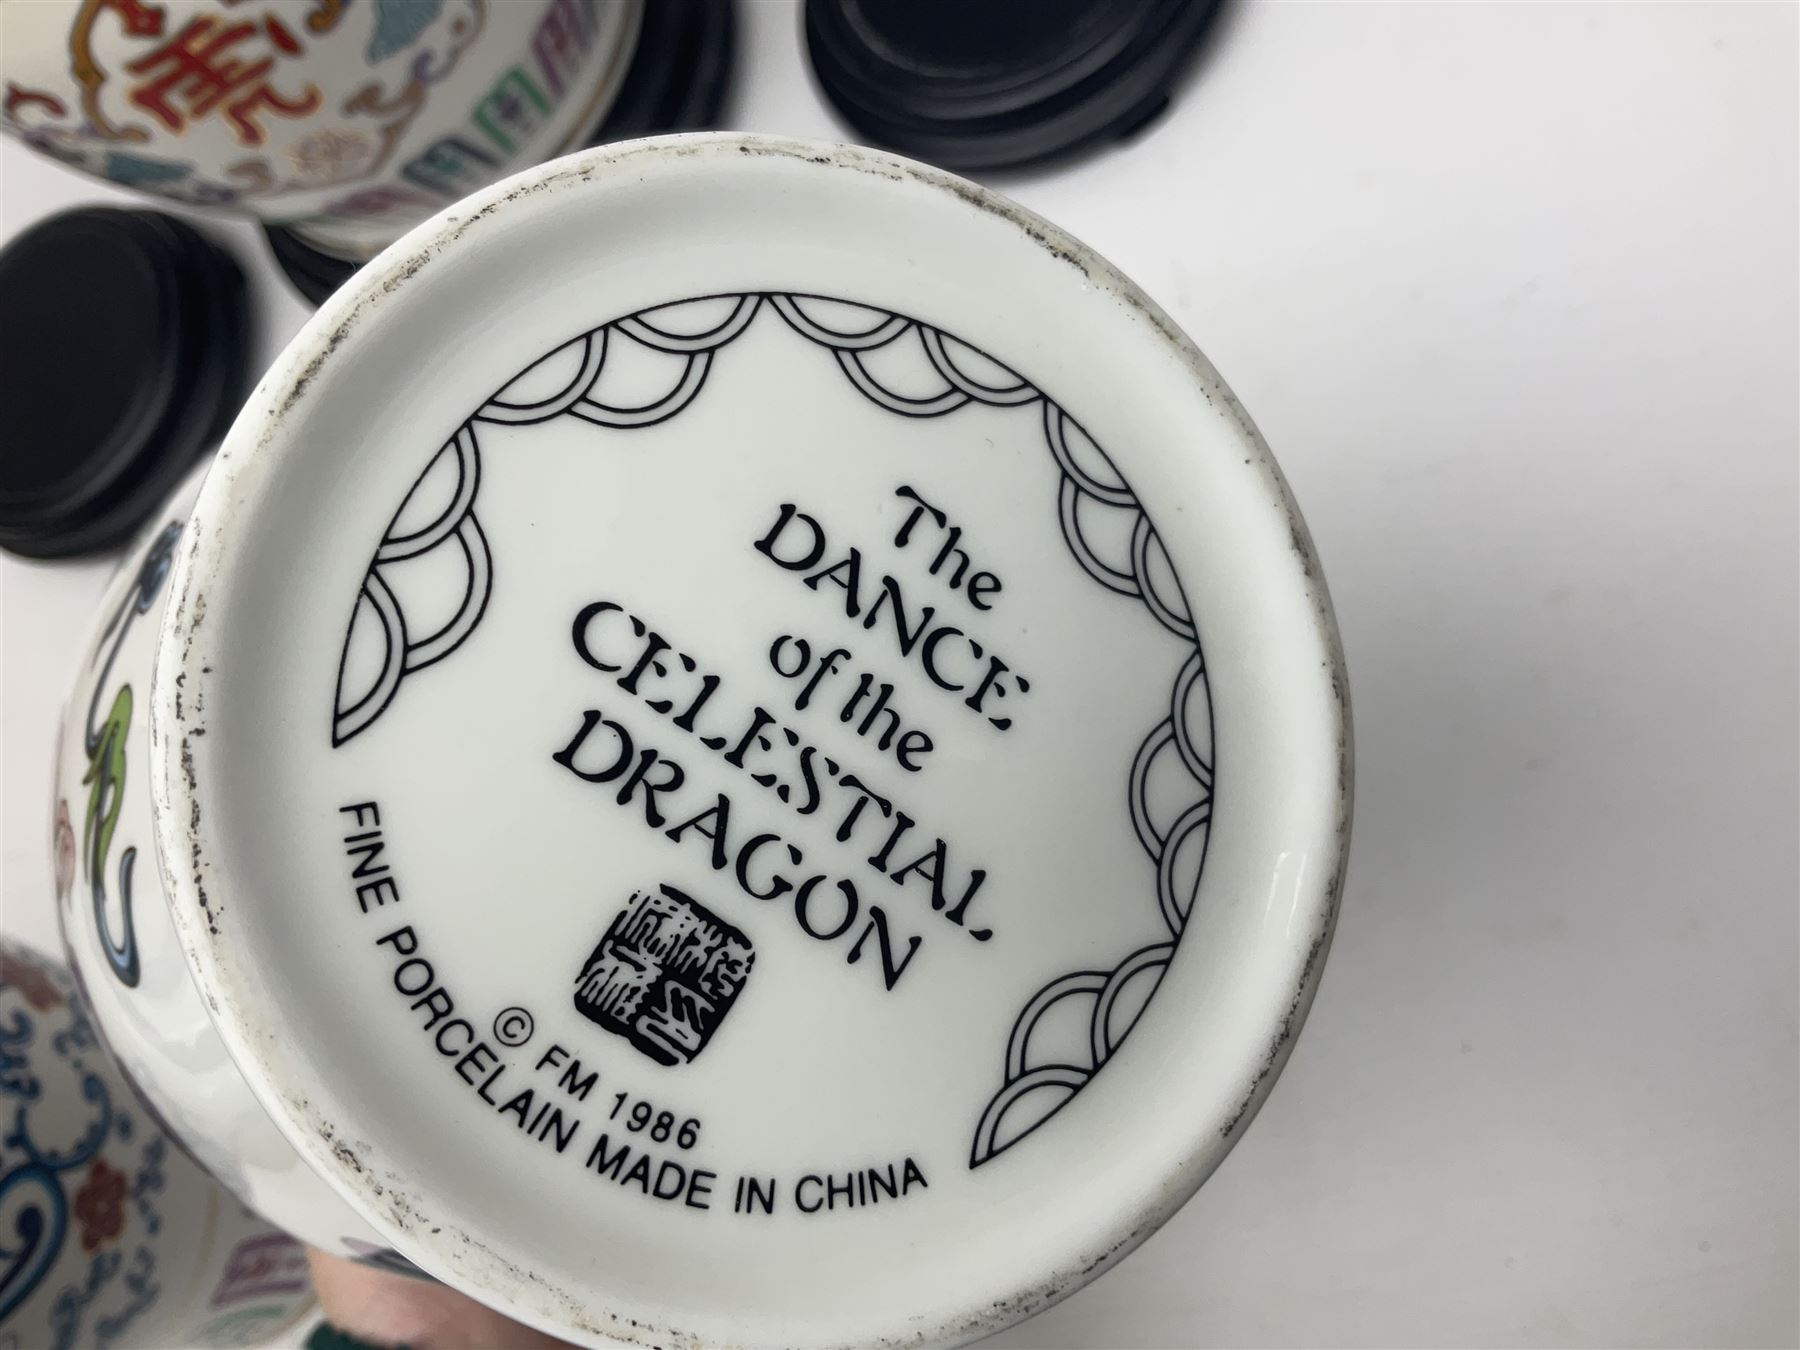 The
DANCE
of the
CELESTIAL
DRAGON
© FM 1986
FINE PORCELAIN MADE IN CHINA